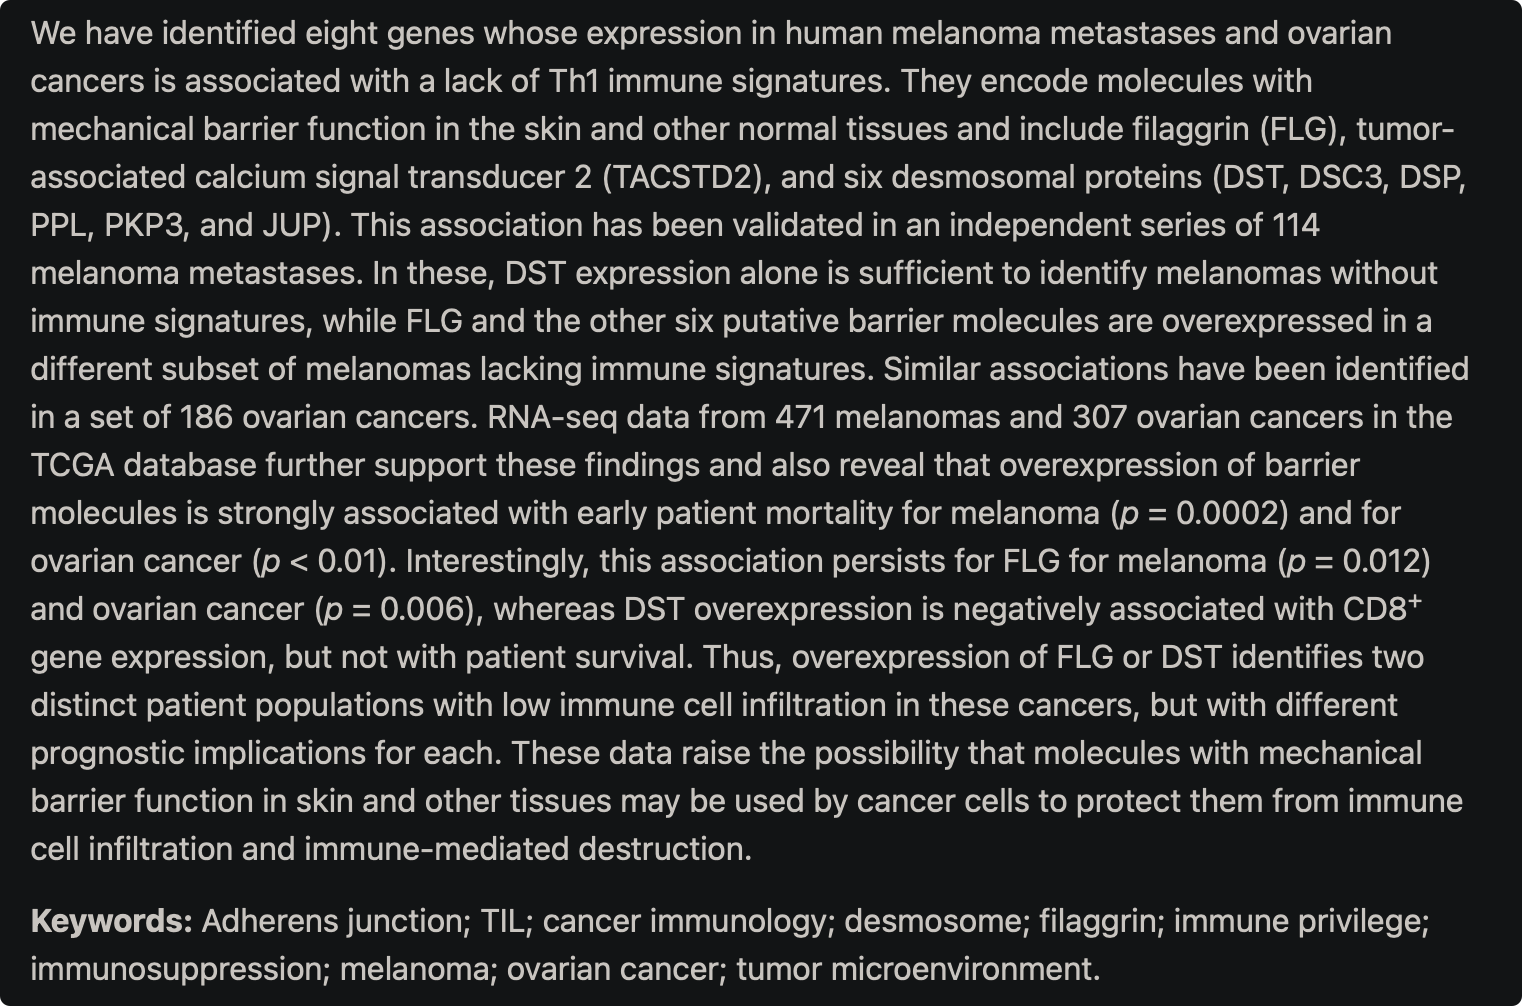 We have identified eight genes whose expression in human melanoma metastases and ovarian
cancers is associated with a lack of Th1 immune signatures. They encode molecules with
mechanical barrier function in the skin and other normal tissues and include filaggrin (FLG), tumor-
associated calcium signal transducer 2 (TACSTD2), and six desmosomal proteins (DST, DSC3, DSP,
PPL, PKP3, and JUP). This association has been validated in an independent series of 114
melanoma metastases. In these, DST expression alone is sufficient to identify melanomas without
immune signatures, while FLG and the other six putative barrier molecules are overexpressed in a
different subset of melanomas lacking immune signatures. Similar associations have been identified
in a set of 186 ovarian cancers. RNA-seq data from 471 melanomas and 307 ovarian cancers in the
TCGA database further support these findings and also reveal that overexpression of barrier
molecules is strongly associated with early patient mortality for melanoma (p = 0.0002) and for
ovarian cancer (p < 0.01). Interestingly, this association persists for FLG for melanoma (p = 0.012)
and ovarian cancer (p = 0.006), whereas DST overexpression is negatively associated with CD8⁺
gene expression, but not with patient survival. Thus, overexpression of FLG or DST identifies two
distinct patient populations with low immune cell infiltration in these cancers, but with different
prognostic implications for each. These data raise the possibility that molecules with mechanical
barrier function in skin and other tissues may be used by cancer cells to protect them from immune
cell infiltration and immune-mediated destruction.
Keywords: Adherens junction; TIL; cancer immunology; desmosome; filaggrin; immune privilege;
immunosuppression; melanoma; ovarian cancer; tumor microenvironment.